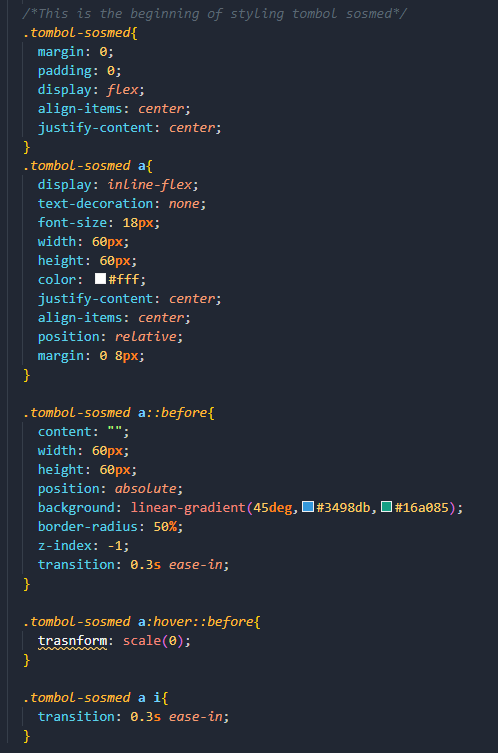 /*This is the beginning of styling tombol sosmed*/
.tombol-sosmed{
margin: 0;
padding: 0;
display: flex;
align-items: center;
justify-content: center;
}
.tombol-sosmed a{
display: inline-flex;
text-decoration: none;
font-size: 18px;
width: 60px;
height: 60px;
color: #fff;
justify-content: center;
align-items: center;
position: relative;
margin: 0 8px;
}
.tombol-sosmed a::before{
content: "";
width: 60px;
height: 60px;
position: absolute;
background: linear-gradient(45deg,#3498db,#16a085);
border-radius: 50%;
z-index: -1;
transition: 0.3s ease-in;
}
.tombol-sosmed a:hover::before{
trasnform: scale(0);
}
.tombol-sosmed a i{
transition: 0.3s ease-in;
}